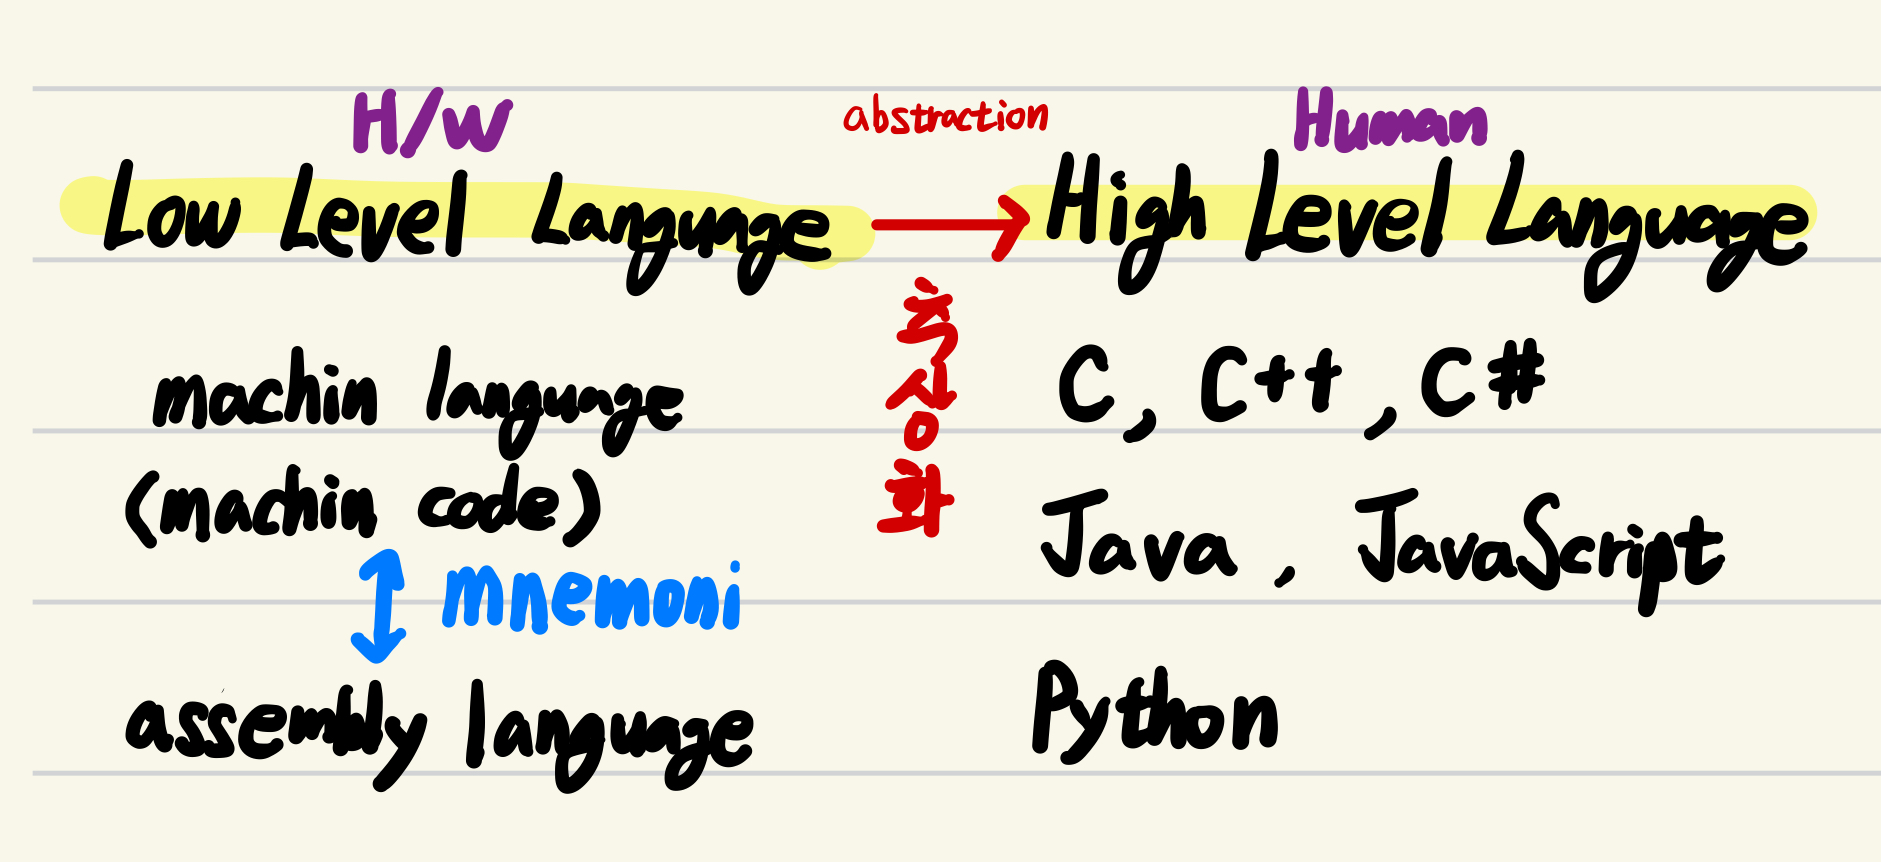 H/W abstraction Human
Low Level Language → High Level Language
추상화
machin language
(machin code)
mnemoni
assembly language
C, C++, C#
Java, JavaScript
Python